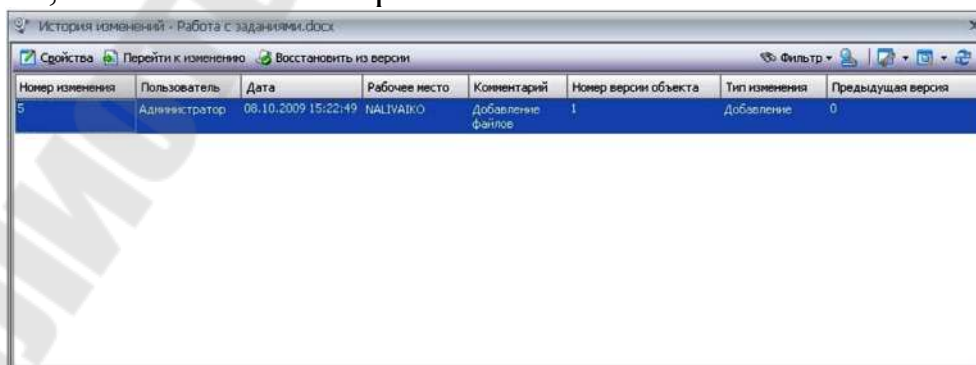 История изменений - Работа с заданиями.docx
Свойства Перейти к изменению Восстановить из версии Фильтр
Номер изменения Пользователь Дата Рабочее место Комментарий Номер версии объекта Тип изменения Предыдущая версия
5 Администратор 08.10.2009 15:22:49 NALIVAIKO Добавление файлов 1 Добавление 0